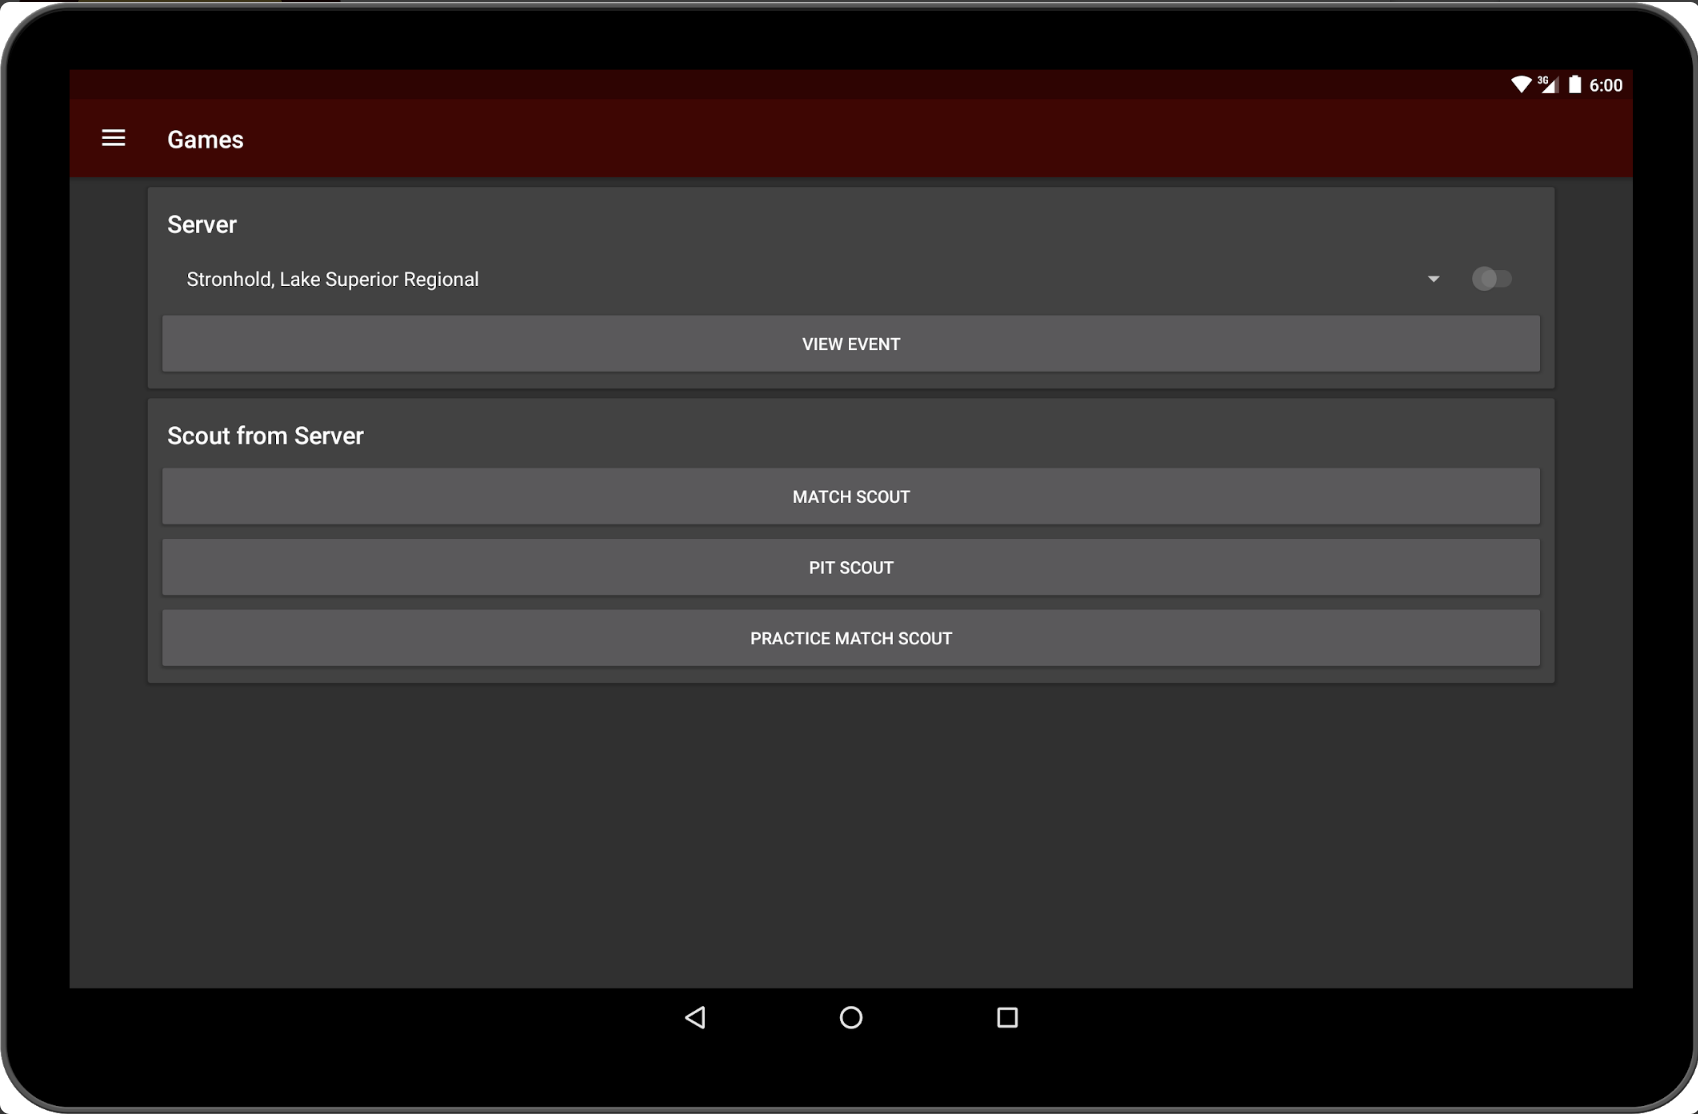 3G 6:00
Games
Server
Stronhold, Lake Superior Regional
VIEW EVENT
Scout from Server
MATCH SCOUT
PIT SCOUT
PRACTICE MATCH SCOUT